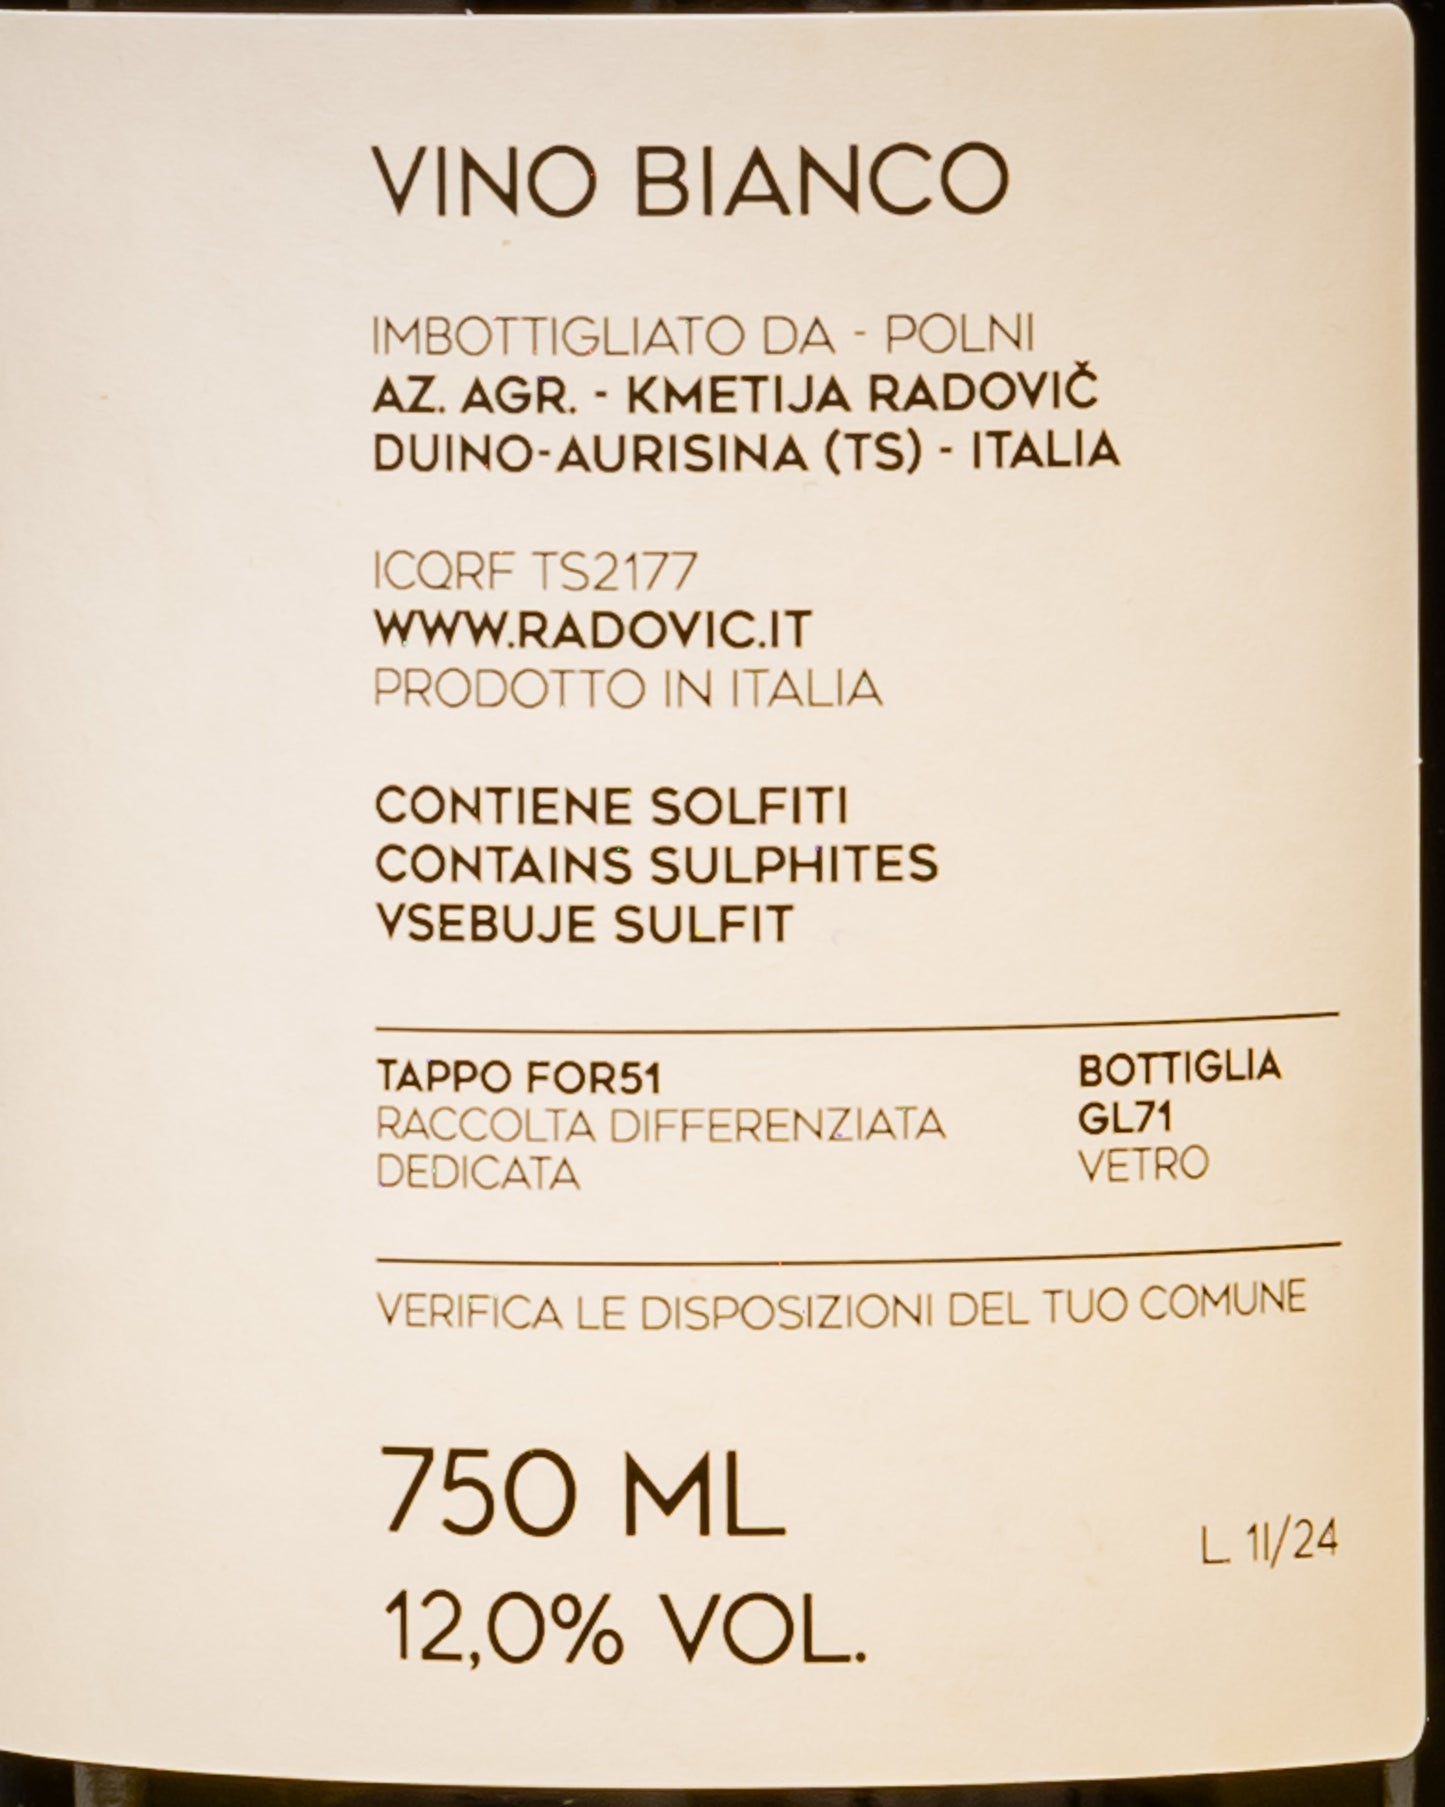 VINO BIANCO
IMBOTTIGLIATO DA - POLNI
AZ. AGR. - KMETIJA RADOVIČ
DUINO-AURISINA (TS) - ITALIA
ICQRF TS2177
WWW.RADOVIC.IT
PRODOTTO IN ITALIA
CONTIENE SOLFITI
CONTAINS SULPHITES
VSEBUJE SULFIT
TAPPO FOR51
RACCOLTA DIFFERENZIATA
DEDICATA
BOTTIGLIA
GL71
VETRO
VERIFICA LE DISPOSIZIONI DEL TUO COMUNE
750 ML
L. 1I/24
12,0% VOL.